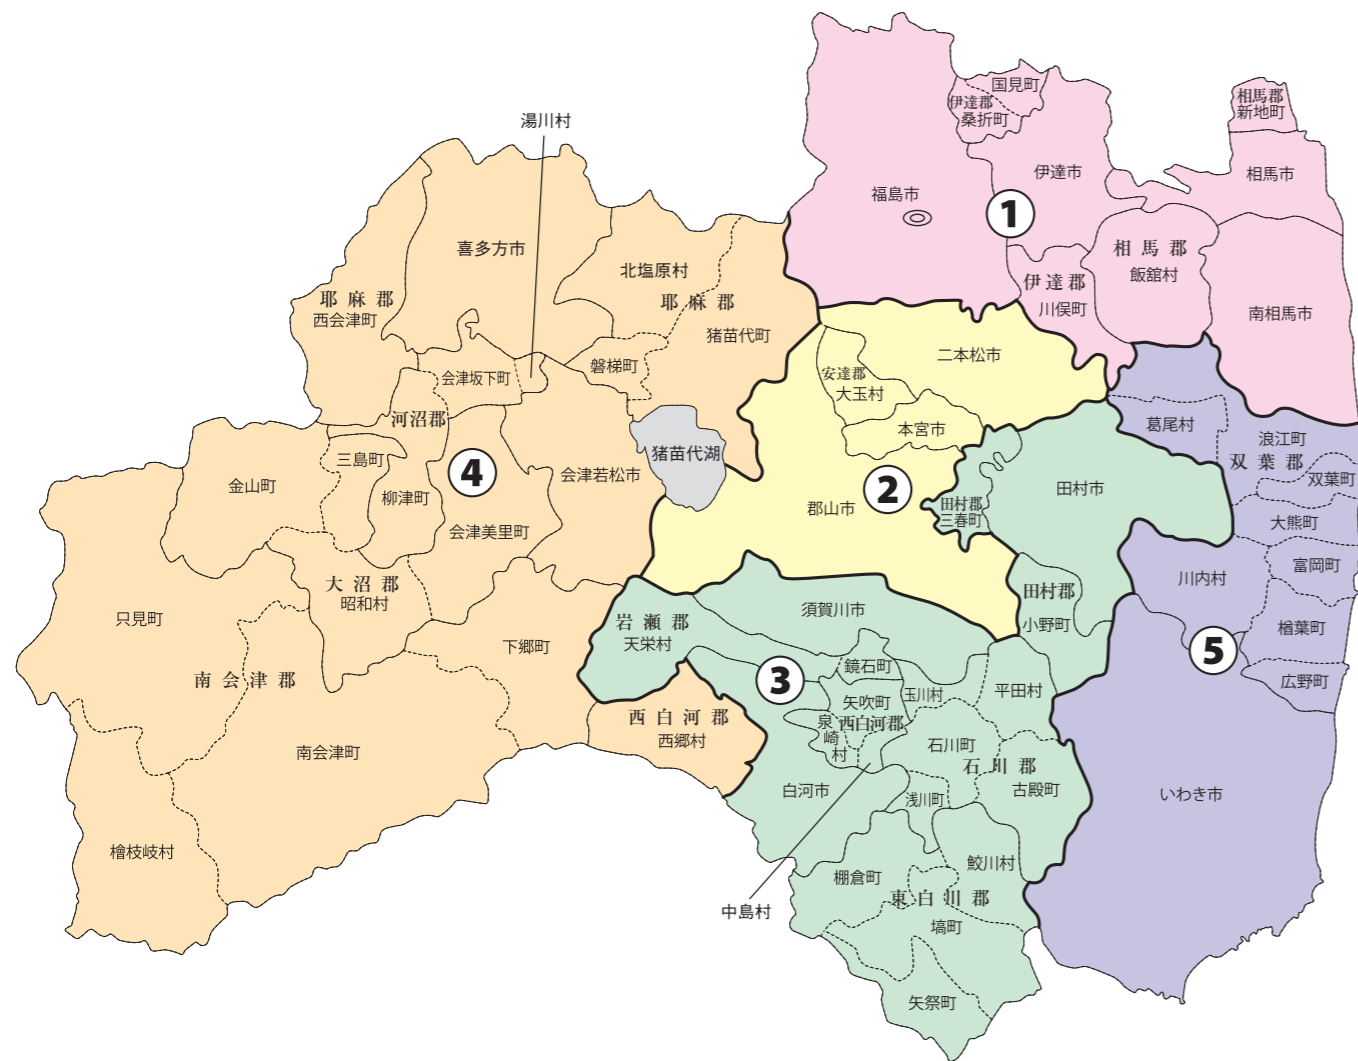 国見町
伊達郡
桑折町
相馬郡
新地町
湯川村
伊達市
相馬市
福島市
1
喜多方市
相馬郡
飯舘村
北塩原村
伊達郡
川俣町
耶麻郡
西会津町
耶麻郡
猪苗代町
南相馬市
二本松市
磐梯町
会津坂下町
安達郡
大玉村
河沼郡
本宮市
葛尾村
浪江町
双葉郡
双葉町
猪苗代湖
三島町
4
会津若松市
金山町
柳津町
2
郡山市
田村郡
三春町
田村市
大熊町
会津美里町
富岡町
川内村
大沼郡
昭和村
田村郡
小野町
須賀川市
岩瀬郡
天栄村
只見町
下郷町
楢葉町
5
鏡石町
3
広野町
南会津郡
玉川村
平田村
矢吹町
西白河郡
西郷村
泉崎村
西白河郡
石川町
石川郡
南会津町
白河市
浅川町
古殿町
いわき市
檜枝岐村
鮫川村
棚倉町
東白川郡
中島村
塙町
矢祭町